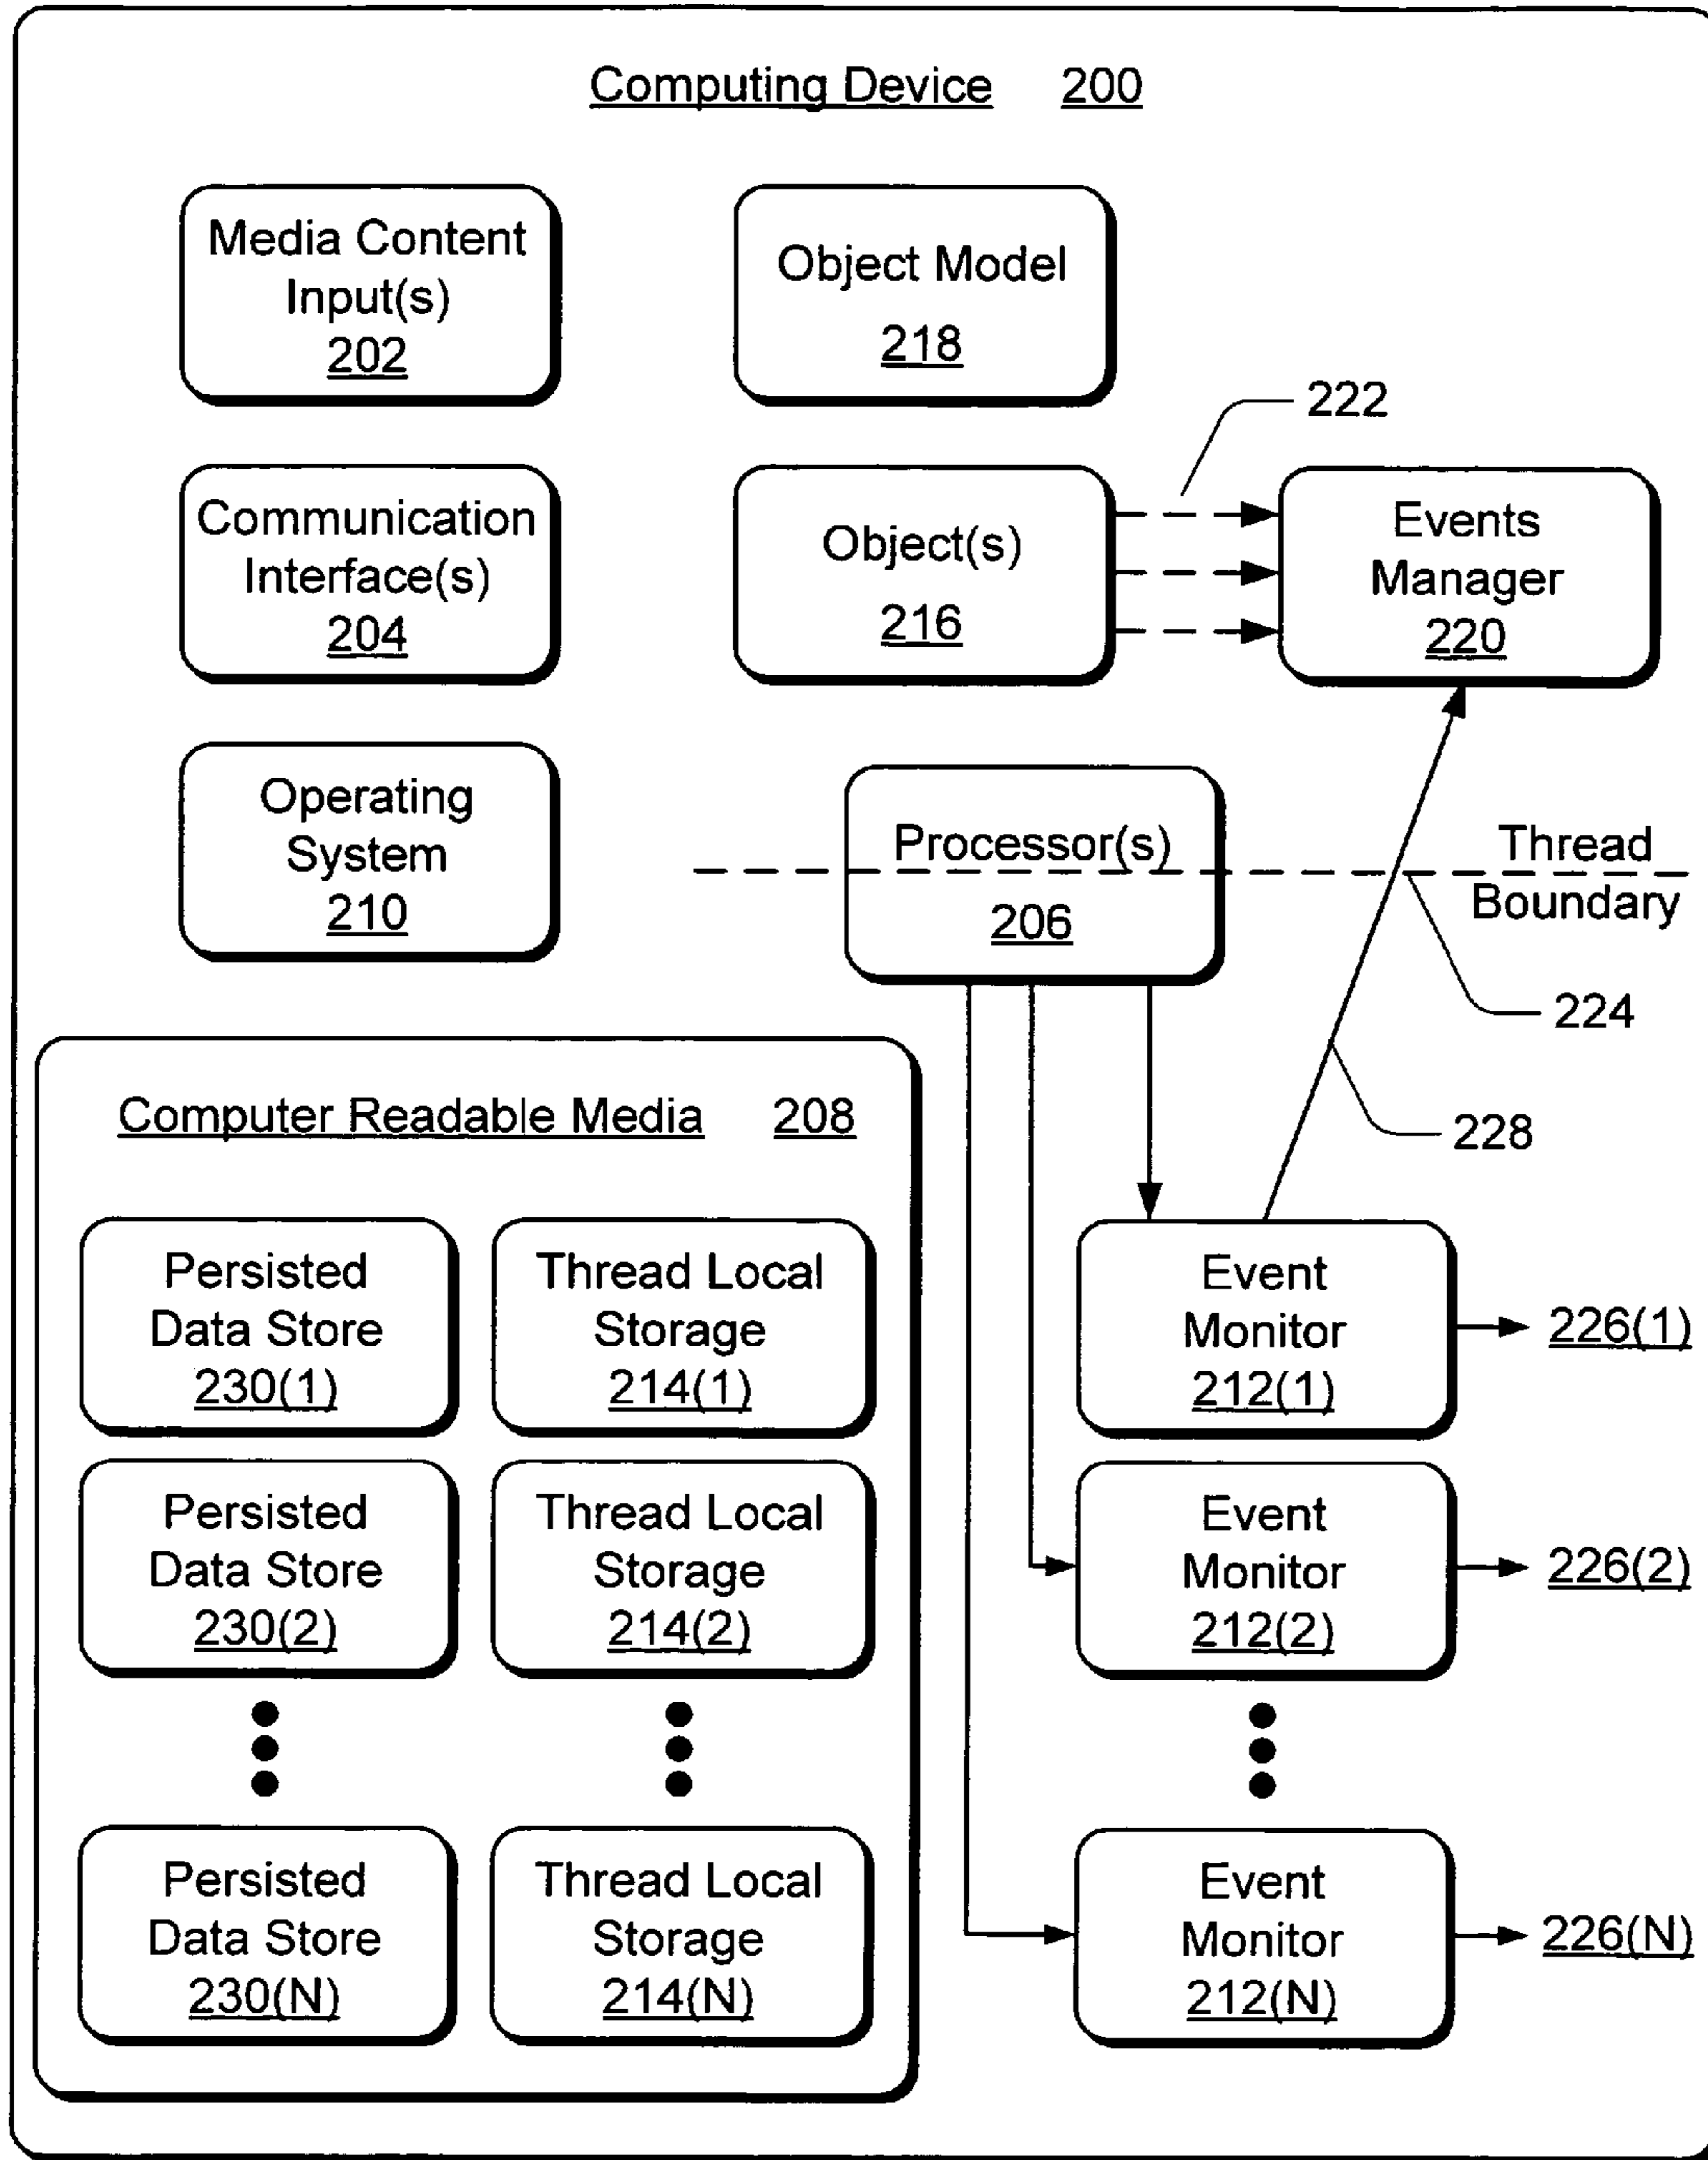 Computing Device 200
Media Content
Input(s)
202
Object Model
218
222
Communication
Interface(s)
204
Object(s)
216
Events
Manager
220
Operating
System
210
Processor(s)
206
Thread
Boundary
224
228
Computer Readable Media 208
Persisted
Data Store
230(1)
Thread Local
Storage
214(1)
Event
Monitor
212(1)
226(1)
Persisted
Data Store
230(2)
Thread Local
Storage
214(2)
Event
Monitor
212(2)
226(2)
Persisted
Data Store
230(N)
Thread Local
Storage
214(N)
Event
Monitor
212(N)
226(N)